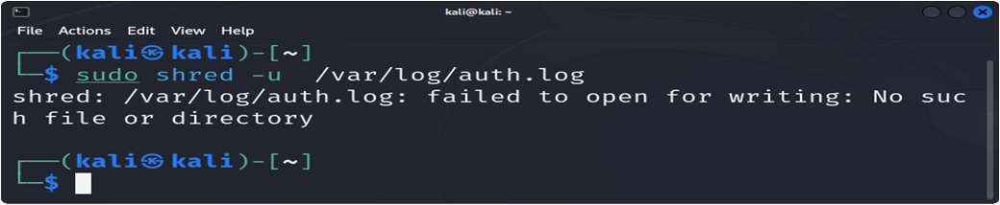 kali@kali: ~
File Actions Edit View Help
┌──(kali㉿kali)-[~]
└─$ sudo shred -u  /var/log/auth.log
shred: /var/log/auth.log: failed to open for writing: No suc
h file or directory
┌──(kali㉿kali)-[~]
└─$